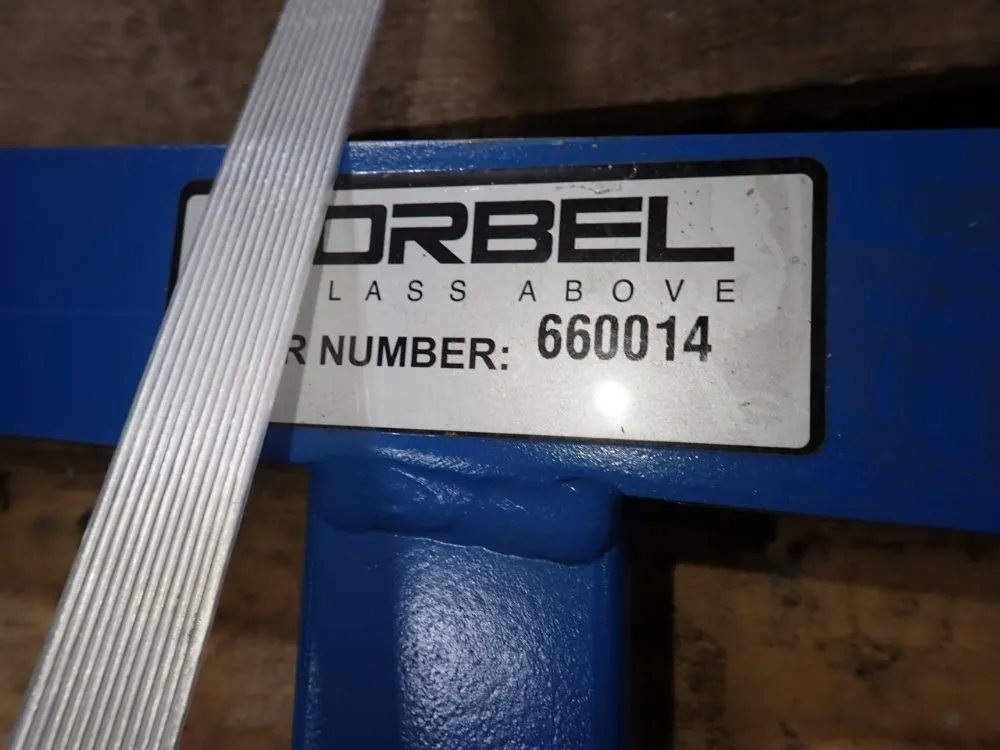 ORBEL
LASS ABOVE
R NUMBER: 660014